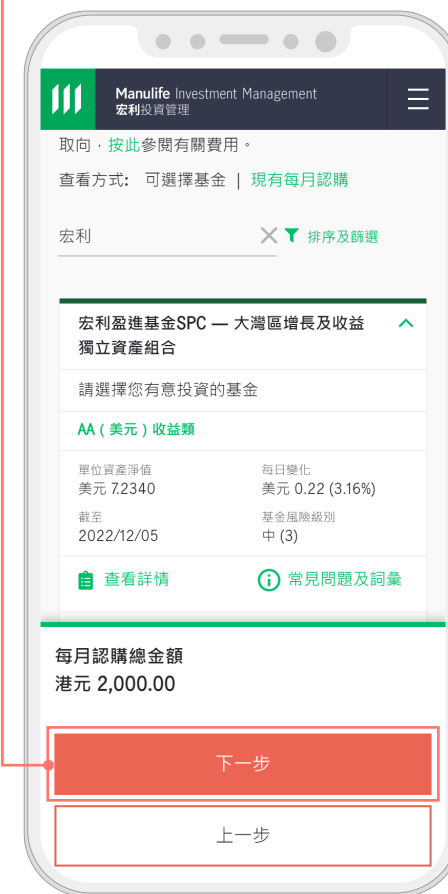 Manulife Investment Management
宏利投資管理
取向，按此參閱有關費用。
查看方式: 可選擇基金 | 現有每月認購
宏利 排序及篩選
宏利盈進基金SPC — 大灣區增長及收益
獨立資產組合
請選擇您有意投資的基金
AA（美元）收益類
單位資產淨值 每日變化
美元 7.2340 美元 0.22 (3.16%)
截至 基金風險級別
2022/12/05 中 (3)
查看詳情 常見問題及詞彙
每月認購總金額
港元 2,000.00
下一步
上一步